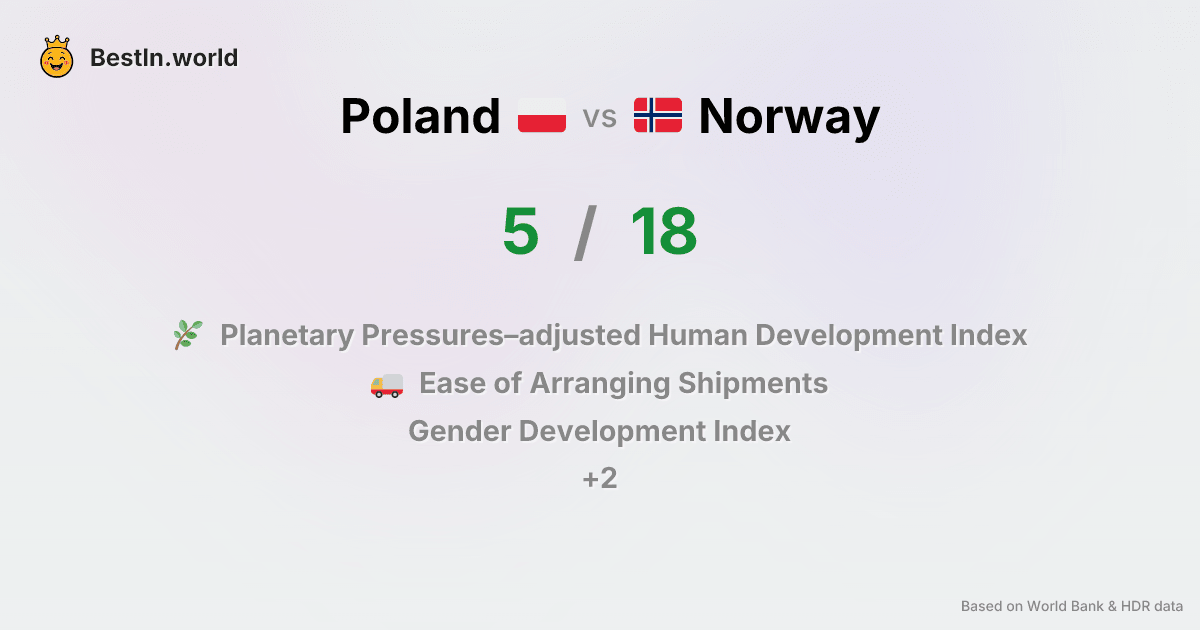 BestIn.world
Poland vs Norway
5 / 18
Planetary Pressures–adjusted Human Development Index
Ease of Arranging Shipments
Gender Development Index
+2
Based on World Bank & HDR data